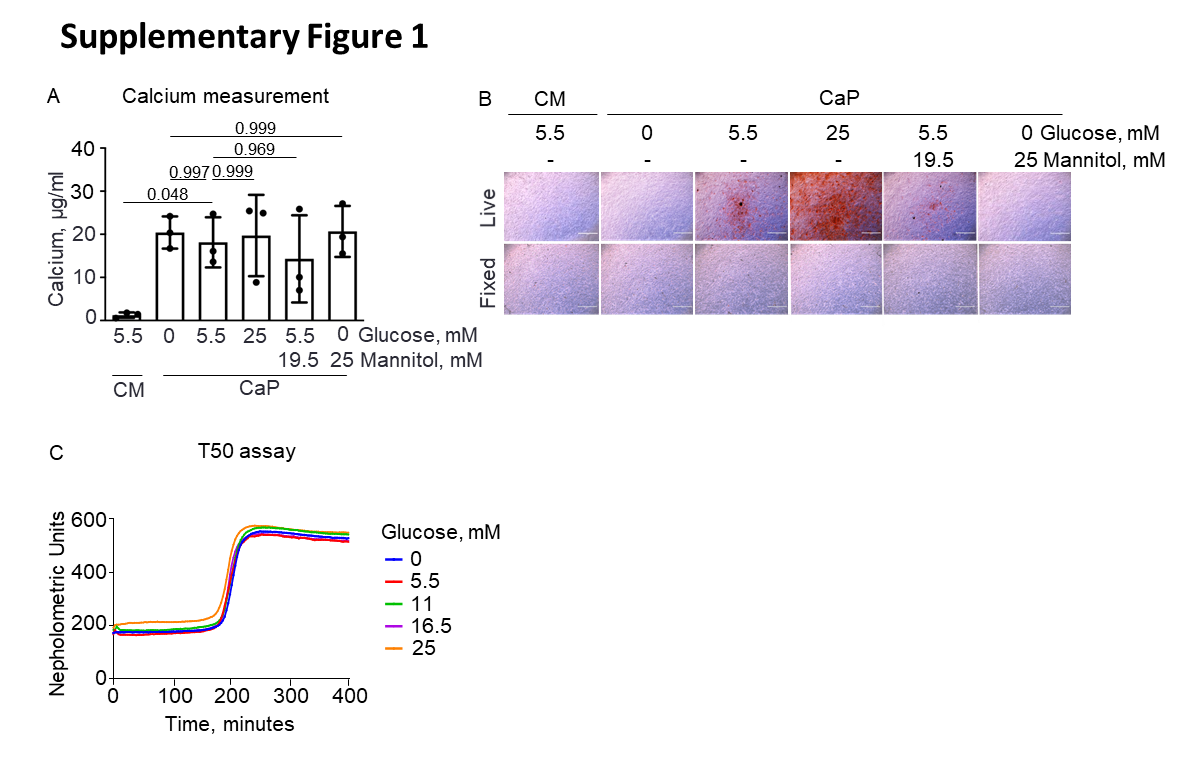 Supplementary Figure 1
A
Calcium measurement
0.999
0.969
0.997 0.999
0.048
Calcium, µg/ml
40
30
20
10
0
5.5 0 5.5 25 5.5 0 Glucose, mM
19.5 25 Mannitol, mM
CM CaP
B
CM CaP
5.5 0 5.5 25 5.5 0 Glucose, mM
- - - - 19.5 25 Mannitol, mM
Live
Fixed
C
T50 assay
Nepholometric Units
600
400
200
0
0 100 200 300 400
Time, minutes
Glucose, mM
0
5.5
11
16.5
25